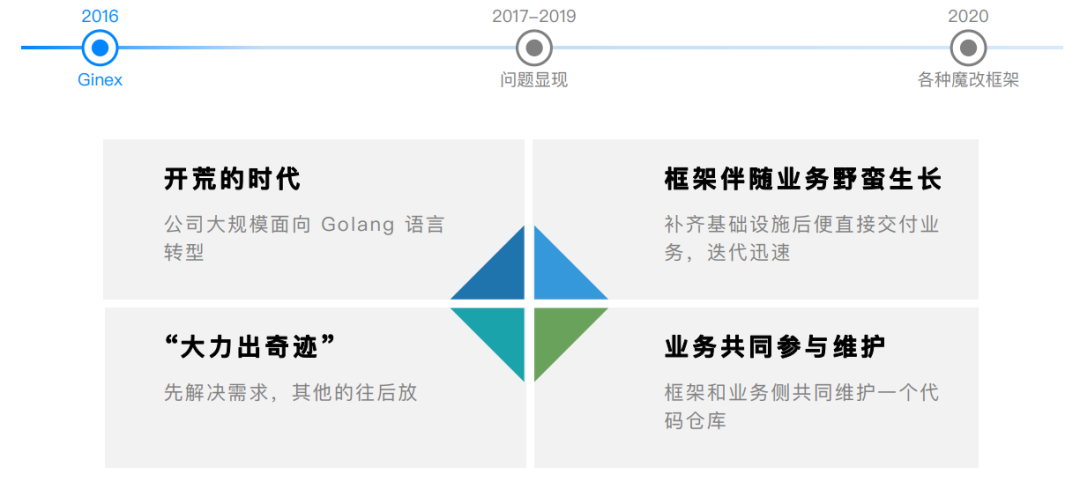 2016
2017–2019
2020
Ginex
问题显现
各种魔改框架
开荒的时代
公司大规模面向 Golang 语言
转型
框架伴随业务野蛮生长
补齐基础设施后便直接交付业
务，迭代迅速
“大力出奇迹”
先解决需求，其他的往后放
业务共同参与维护
框架和业务侧共同维护一个代
码仓库